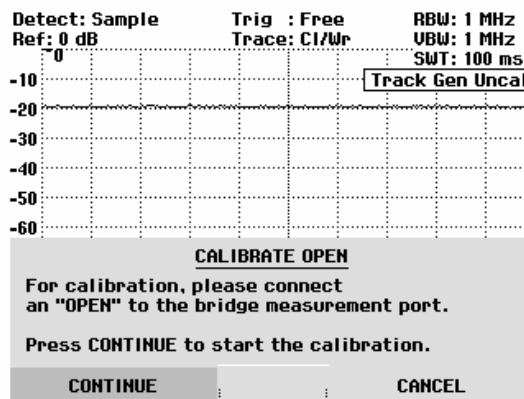 Detect: Sample Trig : Free RBW: 1 MHz
Ref: 0 dB Trace: Cl/Wr VBW: 1 MHz
0 SWT: 100 ms
-10 Track Gen Uncal
-20
-30
-40
-50
-60
CALIBRATE OPEN
For calibration, please connect
an "OPEN" to the bridge measurement port.
Press CONTINUE to start the calibration.
CONTINUE CANCEL